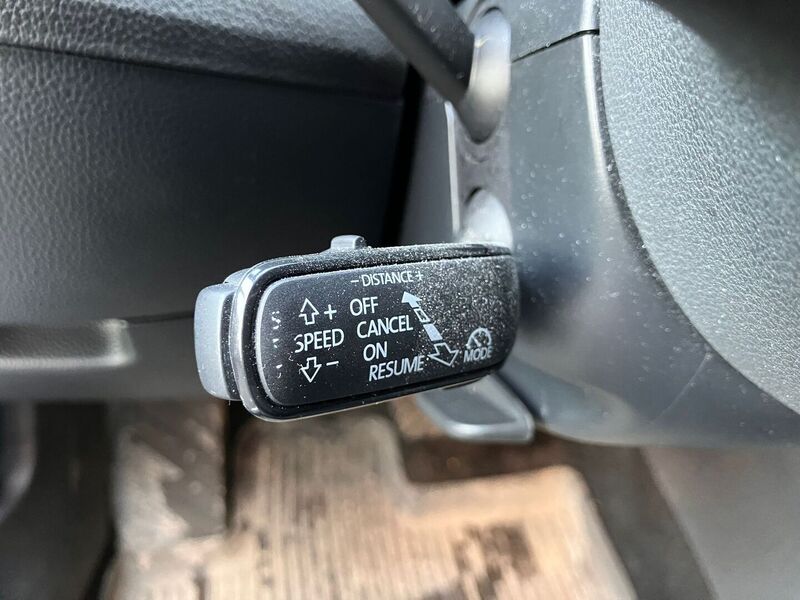 − DISTANCE +
+ OFF
SPEED CANCEL
− ON
RESUME
MODE